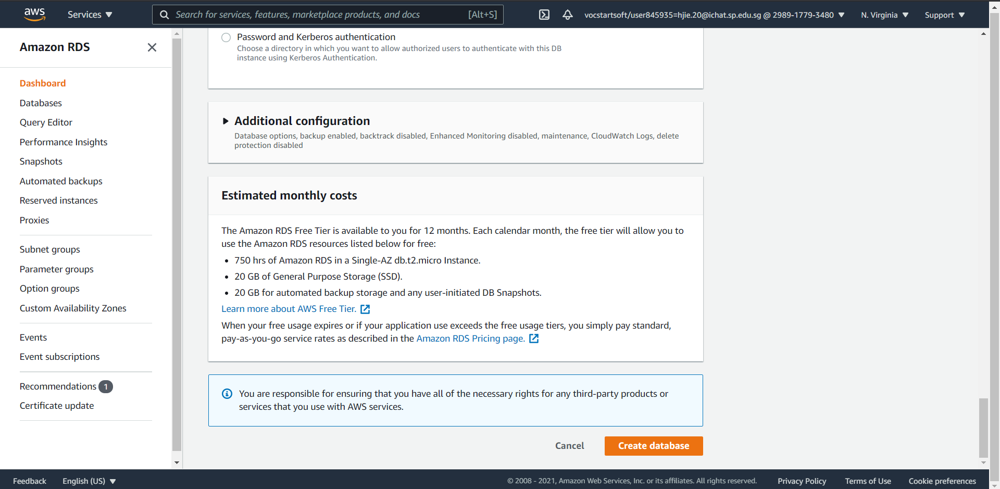 aws
Services
Search for services, features, marketplace products, and docs [Alt+S]
vocstartsoft/user845935=hjie.20@ichat.sp.edu.sg @ 2989-1779-3480
N. Virginia
Support
Amazon RDS
Dashboard
Databases
Query Editor
Performance Insights
Snapshots
Automated backups
Reserved instances
Proxies
Subnet groups
Parameter groups
Option groups
Custom Availability Zones
Events
Event subscriptions
Recommendations 1
Certificate update
Password and Kerberos authentication
Choose a directory in which you want to allow authorized users to authenticate with this DB
instance using Kerberos Authentication.
Additional configuration
Database options, backup enabled, backtrack disabled, Enhanced Monitoring disabled, maintenance, CloudWatch Logs, delete
protection disabled
Estimated monthly costs
The Amazon RDS Free Tier is available to you for 12 months. Each calendar month, the free tier will allow you to
use the Amazon RDS resources listed below for free:
• 750 hrs of Amazon RDS in a Single-AZ db.t2.micro Instance.
• 20 GB of General Purpose Storage (SSD).
• 20 GB for automated backup storage and any user-initiated DB Snapshots.
Learn more about AWS Free Tier.
When your free usage expires or if your application use exceeds the free usage tiers, you simply pay standard,
pay-as-you-go service rates as described in the Amazon RDS Pricing page.
You are responsible for ensuring that you have all of the necessary rights for any third-party products or
services that you use with AWS services.
Cancel
Create database
Feedback
English (US)
© 2008 - 2021, Amazon Web Services, Inc. or its affiliates. All rights reserved.
Privacy Policy
Terms of Use
Cookie preferences